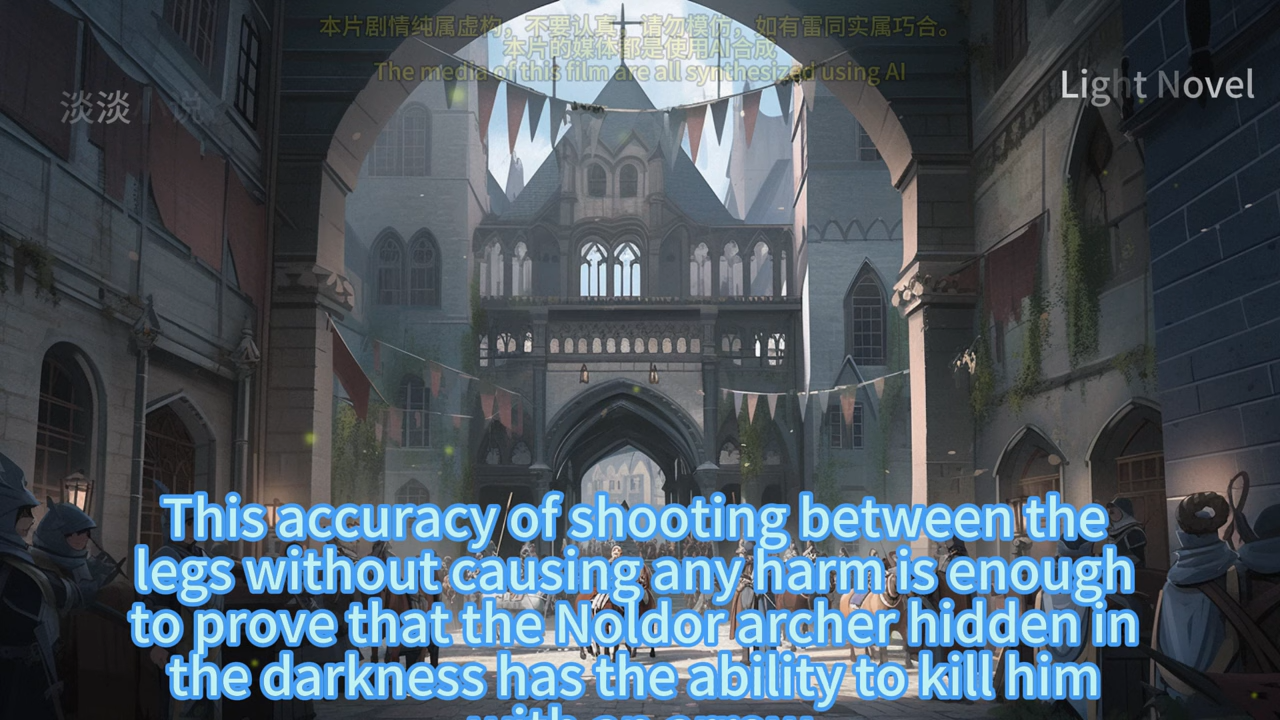 本片剧情纯属虚构，不要认真，请勿模仿，如有雷同实属巧合。
本片的媒体都是使用AI合成
The media of this film are all synthesized using AI
Light Novel
淡淡 说
This accuracy of shooting between the
legs without causing any harm is enough
to prove that the Noldor archer hidden in
the darkness has the ability to kill him
with an arrow